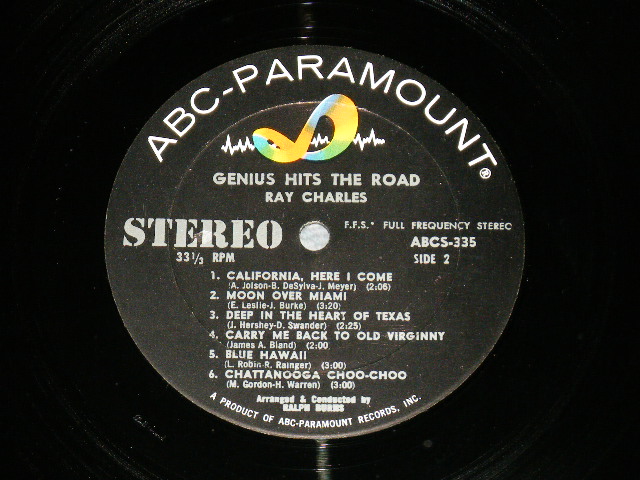 ABC-PARAMOUNT®
GENIUS HITS THE ROAD
RAY CHARLES
STEREO
F.F.S.* FULL FREQUENCY STEREO
33 1/3 RPM
ABCS-335
SIDE 2
1. CALIFORNIA, HERE I COME
(A. Jolson-B. DeSylva-J. Meyer) (2:06)
2. MOON OVER MIAMI
(E. Leslie-J. Burke) (3:20)
3. DEEP IN THE HEART OF TEXAS
(J. Hershey-D. Swander) (2:25)
4. CARRY ME BACK TO OLD VIRGINNY
(James A. Bland) (2:00
5. BLUE HAWAII
(L. Robin-R. Rainger) (3:00)
6. CHATTANOOGA CHOO-CHOO
(M. Gordon-H. Warren) (3:00)
Arranged & Conducted by
RALPH BURNS
A PRODUCT OF ABC-PARAMOUNT RECORDS, INC.